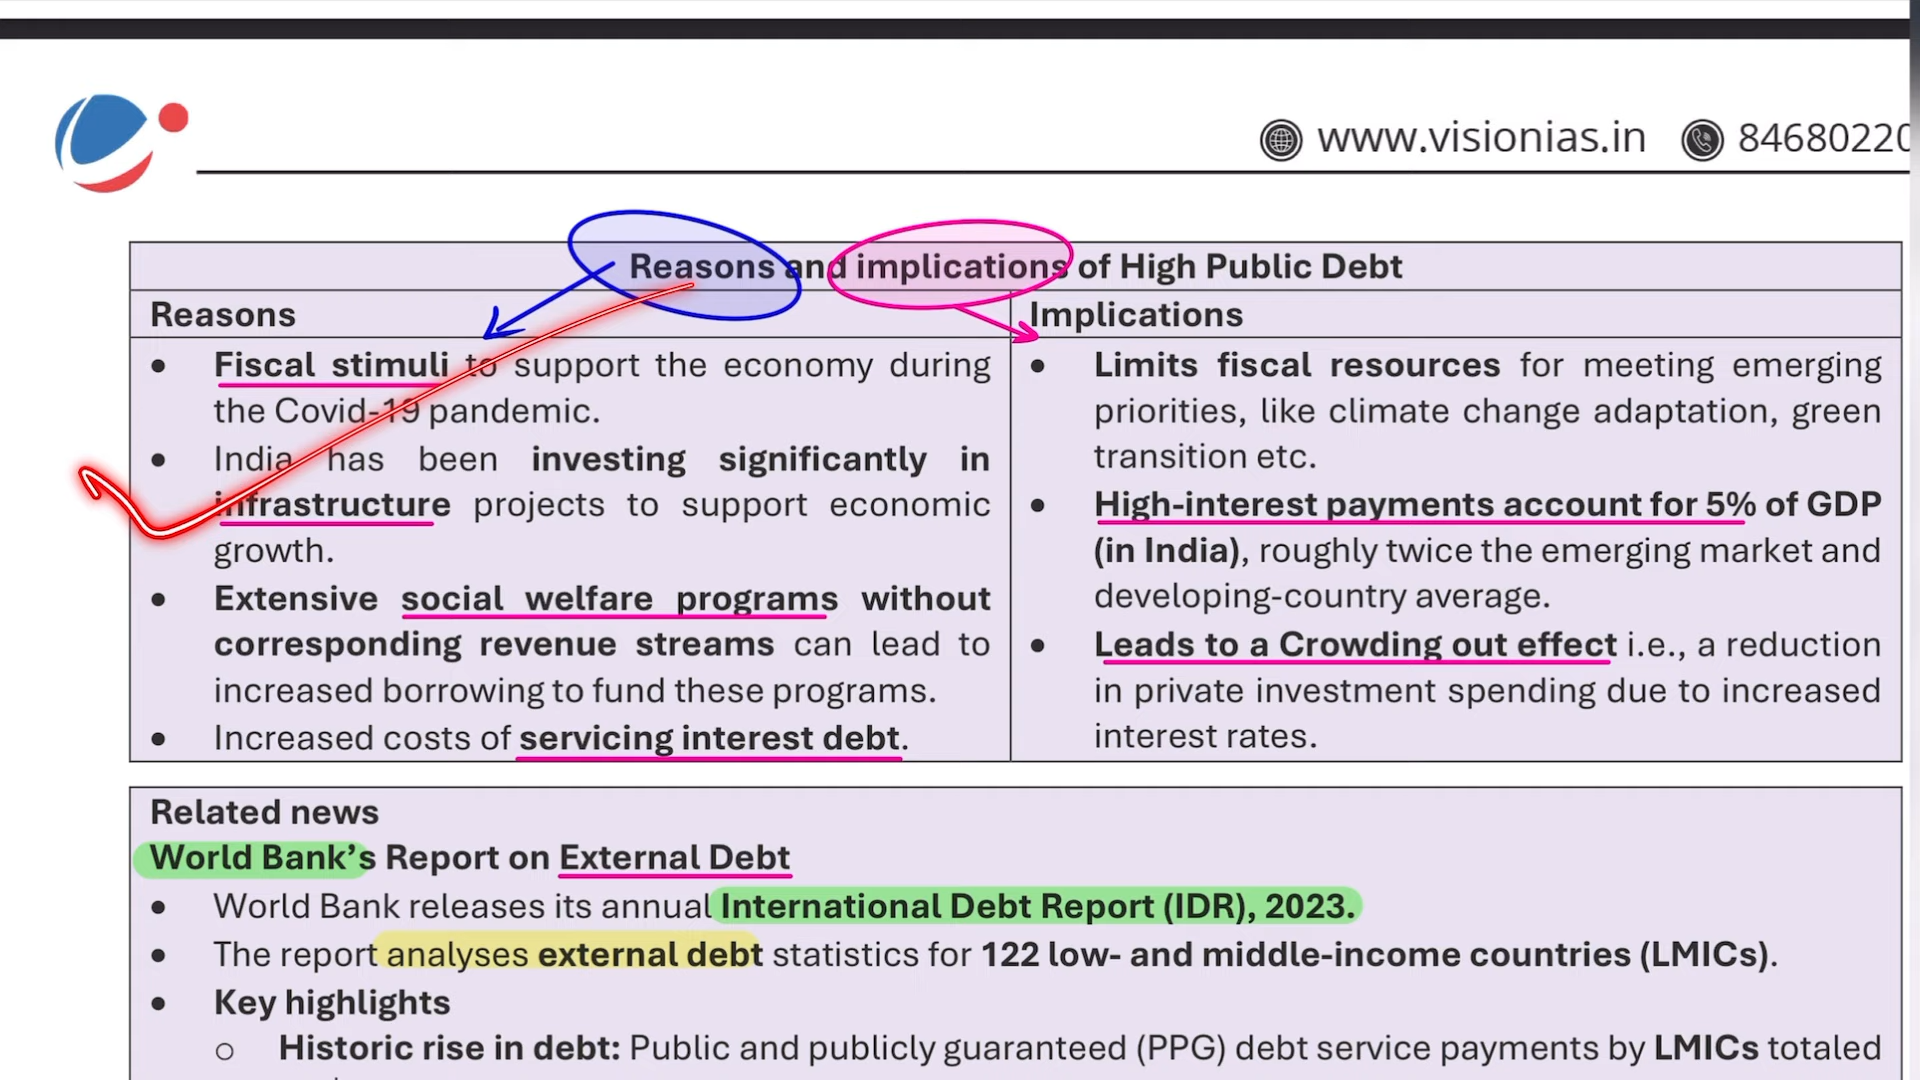 www.visionias.in 84680220
Reasons and implications of High Public Debt
Reasons
Fiscal stimuli to support the economy during
the Covid-19 pandemic.
India has been investing significantly in
infrastructure projects to support economic
growth.
Extensive social welfare programs without
corresponding revenue streams can lead to
increased borrowing to fund these programs.
Increased costs of servicing interest debt.
Implications
Limits fiscal resources for meeting emerging
priorities, like climate change adaptation, green
transition etc.
High-interest payments account for 5% of GDP
(in India), roughly twice the emerging market and
developing-country average.
Leads to a Crowding out effect i.e., a reduction
in private investment spending due to increased
interest rates.
Related news
World Bank's Report on External Debt
World Bank releases its annual International Debt Report (IDR), 2023.
The report analyses external debt statistics for 122 low- and middle-income countries (LMICs).
Key highlights
Historic rise in debt: Public and publicly guaranteed (PPG) debt service payments by LMICs totaled